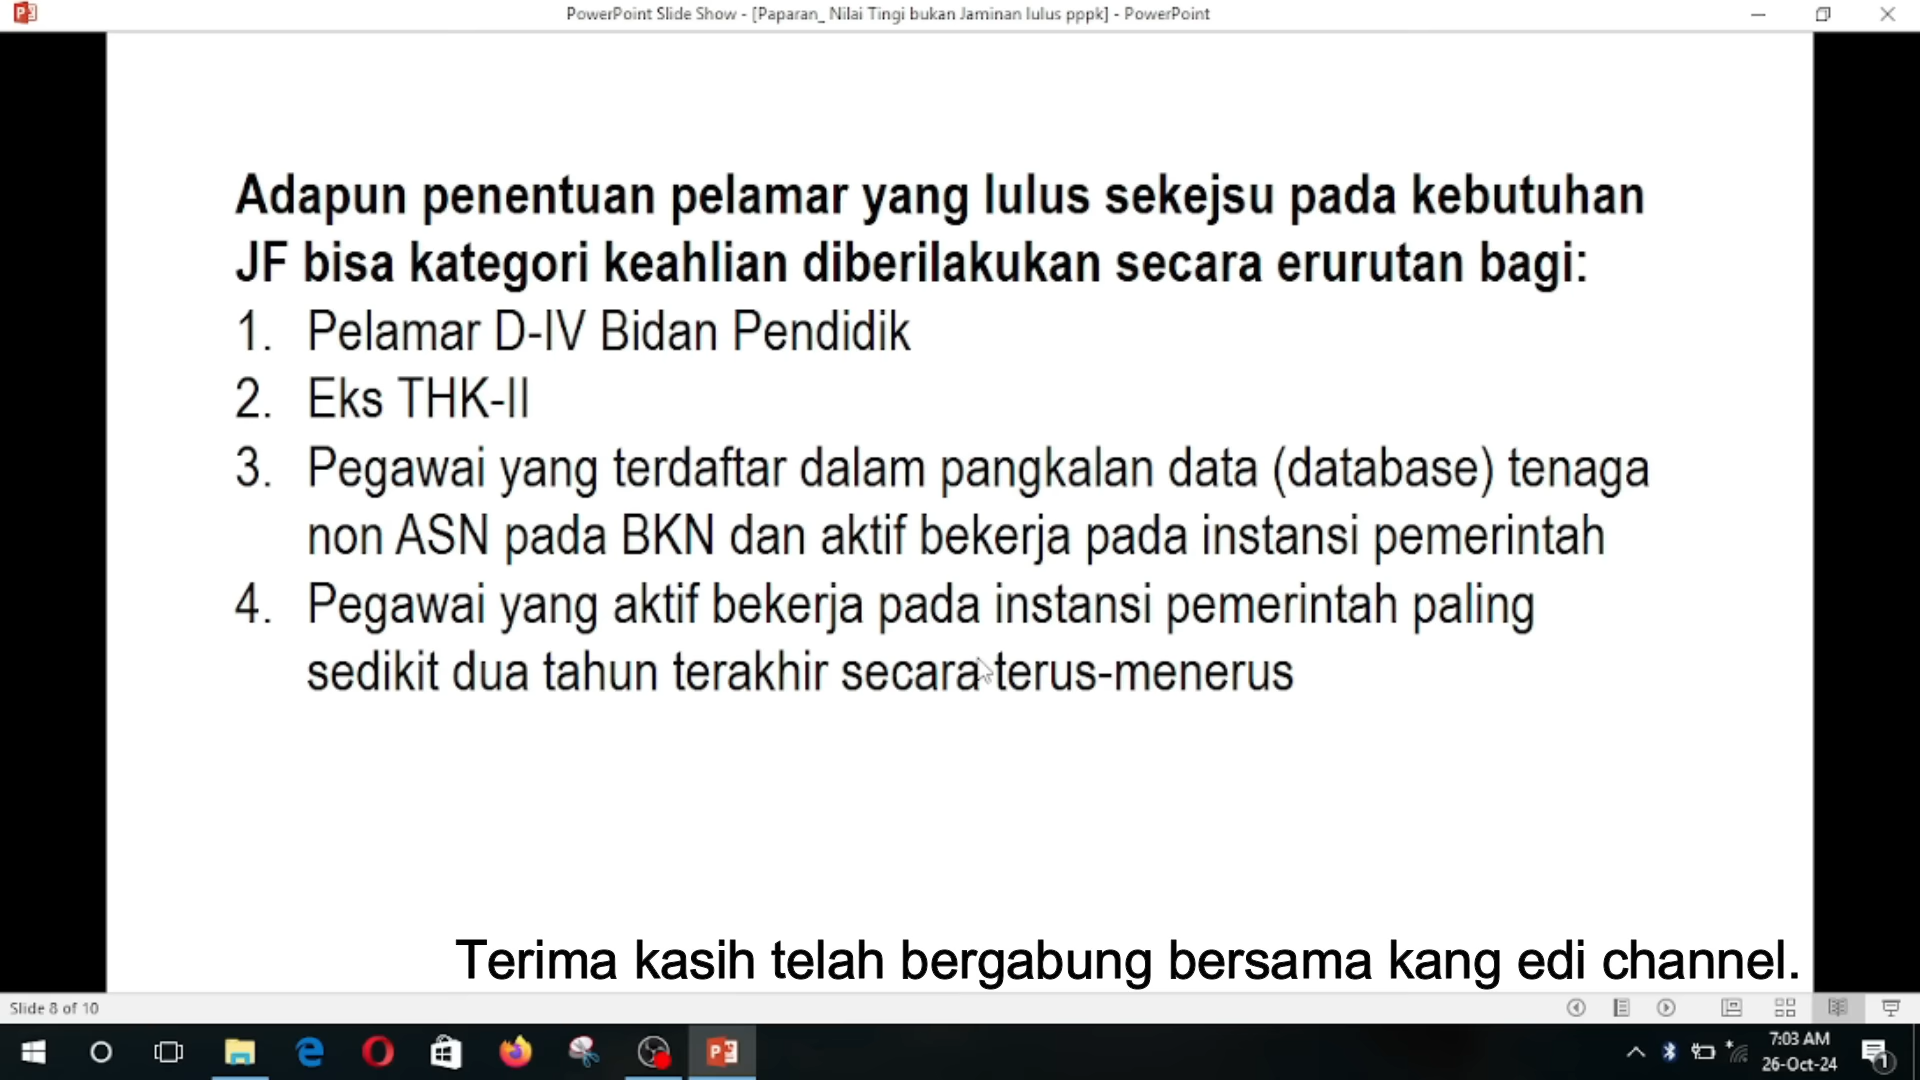 PowerPoint Slide Show - [Paparan_ Nilai Tingi bukan Jaminan lulus pppk] - PowerPoint
Adapun penentuan pelamar yang lulus sekejsu pada kebutuhan
JF bisa kategori keahlian diberilakukan secara erurutan bagi:
1. Pelamar D-IV Bidan Pendidik
2. Eks THK-II
3. Pegawai yang terdaftar dalam pangkalan data (database) tenaga
non ASN pada BKN dan aktif bekerja pada instansi pemerintah
4. Pegawai yang aktif bekerja pada instansi pemerintah paling
sedikit dua tahun terakhir secara terus-menerus
Terima kasih telah bergabung bersama kang edi channel.
Slide 8 of 10
7:03 AM
26-Oct-24
1